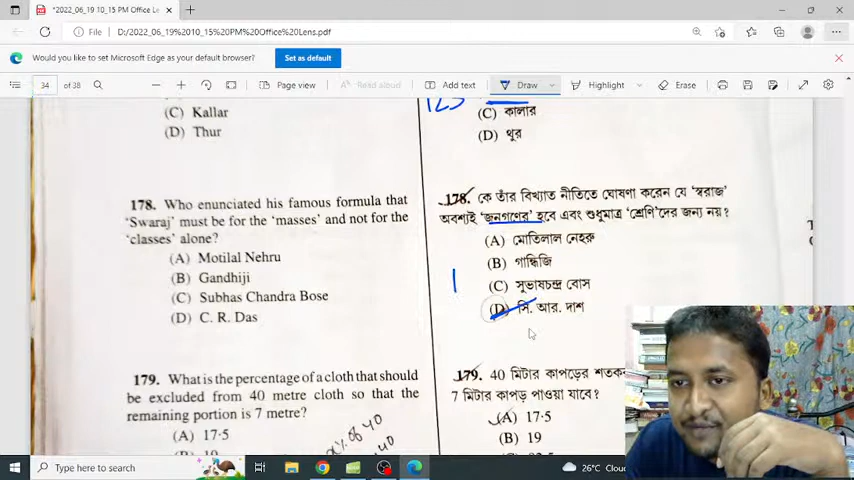 *2022_06_19 10_15 PM Office Le
File
D:/2022_06_19%2010_15%20PM%20Office%20Lens.pdf
Would you like to set Microsoft Edge as your default browser?
Set as default
34
of 38
Page view
Read aloud
Add text
Draw
Highlight
Erase
(C) Kallar
(D) Thur
178. Who enunciated his famous formula that
'Swaraj' must be for the 'masses' and not for the
'classes' alone?
(A) Motilal Nehru
(B) Gandhiji
(C) Subhas Chandra Bose
(D) C. R. Das
179. What is the percentage of a cloth that should
be excluded from 40 metre cloth so that the
remaining portion is 7 metre?
(A) 17·5
x% of 40
40
123
(C) কালার
(D) থুর
178. কে তাঁর বিখ্যাত নীতিতে ঘোষণা করেন যে 'স্বরাজ'
অবশ্যই 'জনগণের' হবে এবং শুধুমাত্র 'শ্রেণি'দের জন্য নয়?
(A) মোতিলাল নেহরু
(B) গান্ধিজি
(C) সুভাষচন্দ্র বোস
(D) সি. আর. দাশ
179. 40 মিটার কাপড়ের
7 মিটার কাপড় পাওয়া যাবে?
(A) 17·5
(B) 19
Type here to search
26°C